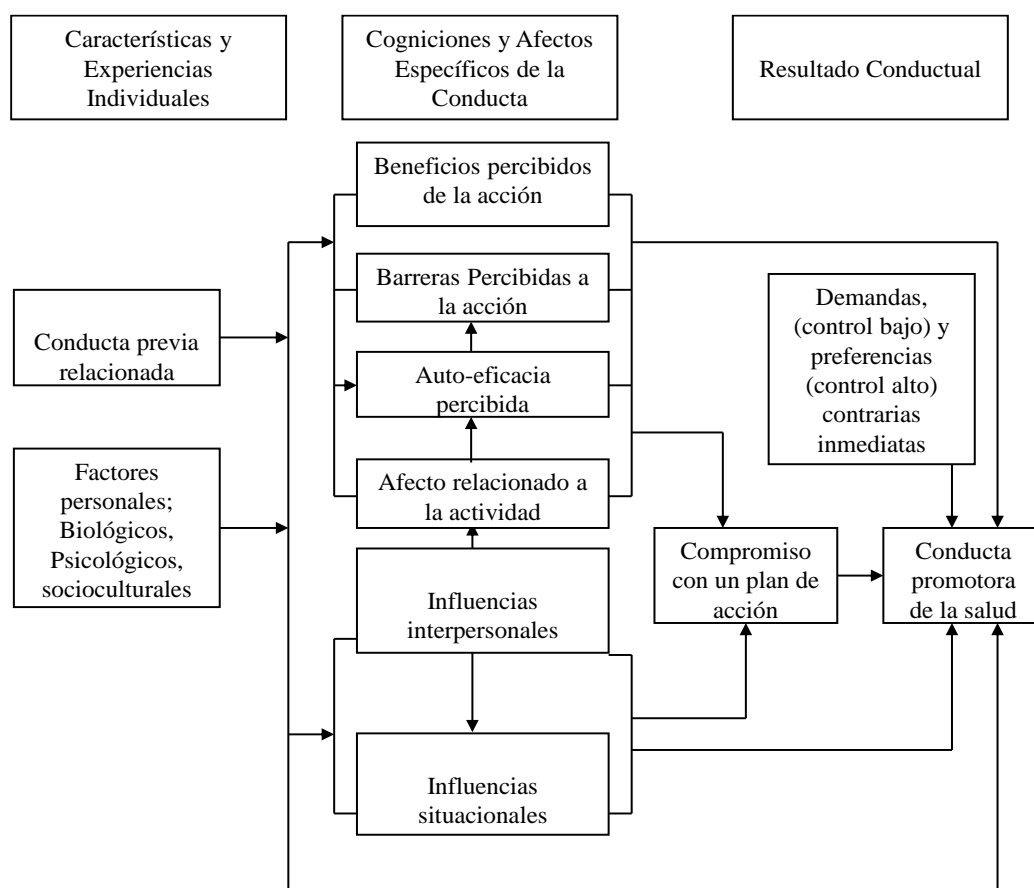 Características y
Experiencias
Individuales
Cogniciones y Afectos
Específicos de la
Conducta
Resultado Conductual
Beneficios percibidos
de la acción
Barreras Percibidas a
la acción
Conducta previa
relacionada
Auto-eficacia
percibida
Demandas,
(control bajo) y
preferencias
(control alto)
contrarias
inmediatas
Factores
personales;
Biológicos,
Psicológicos,
socioculturales
Afecto relacionado a
la actividad
Influencias
interpersonales
Compromiso
con un plan de
acción
Conducta
promotora
de la salud
Influencias
situacionales